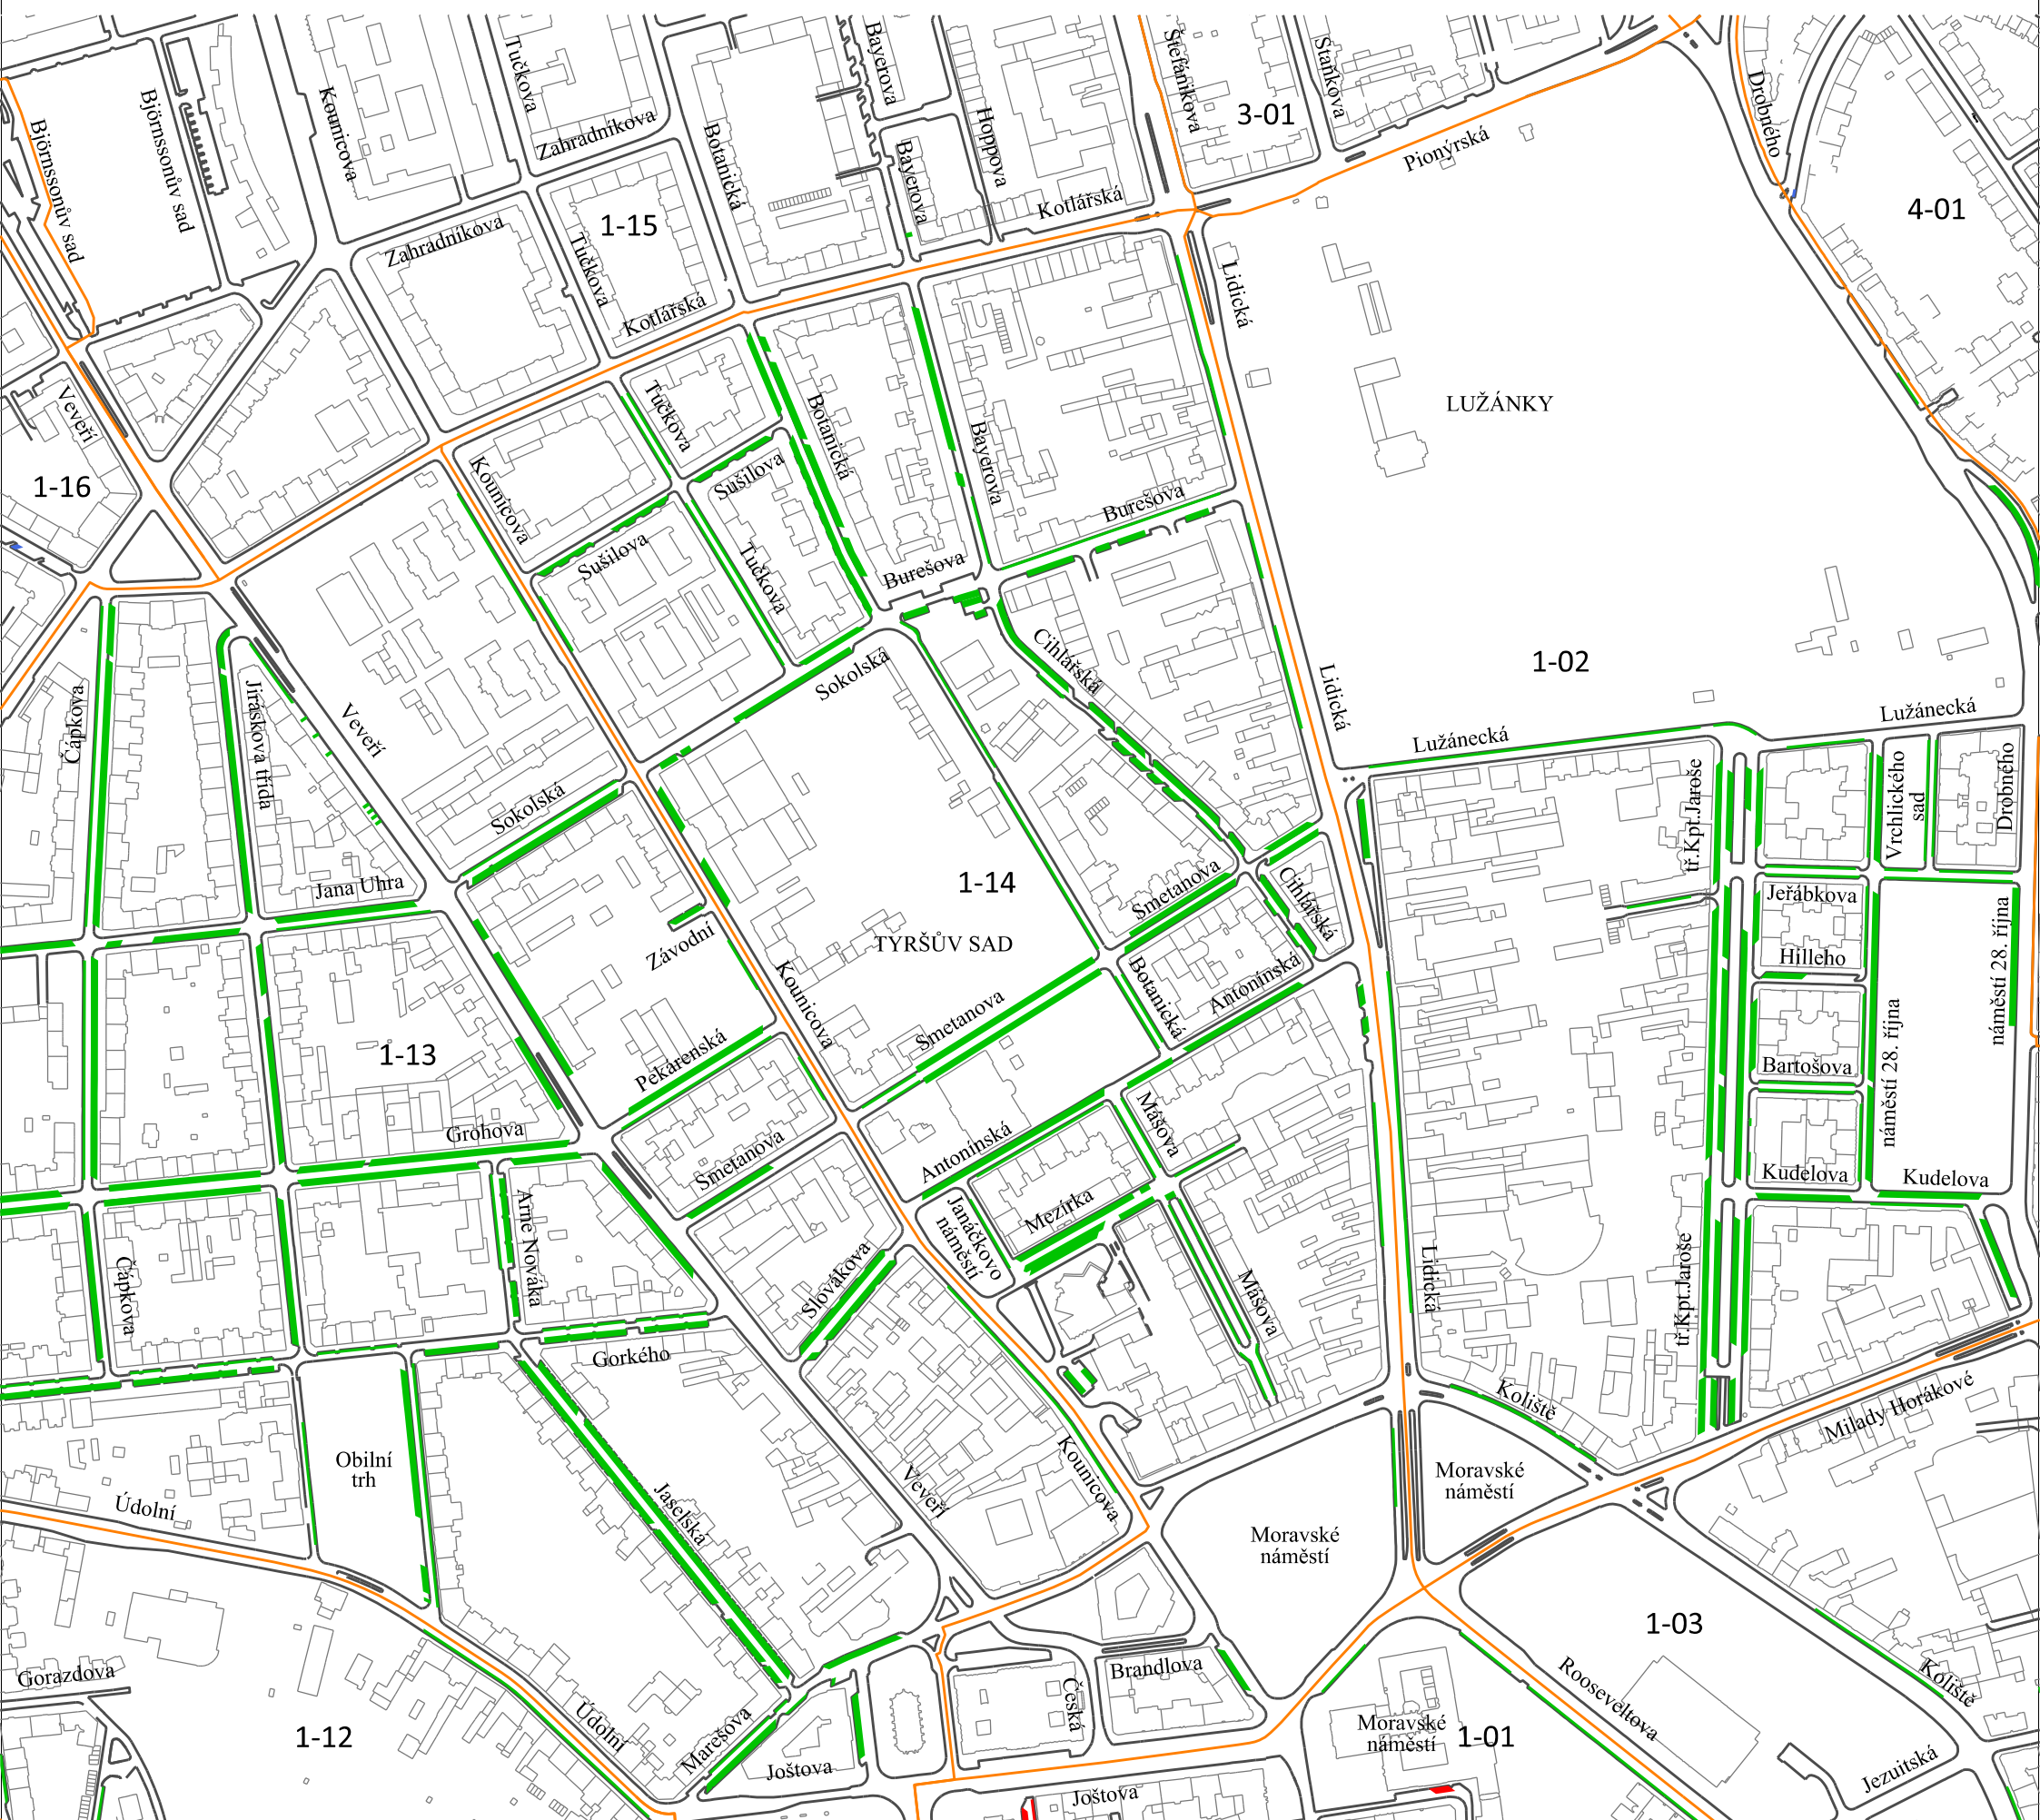 Björnssonův sad
Björnssonův sad
Kounicova
Tučkova
Zahradníkova
Botanická
Bayerova
Bayerova
Hoppova
Kotlářská
Štefánikova
3-01
Staňkova
Pionýrská
Drobného
4-01
Zahradníkova
1-15
Tučkova
Kotlářská
Lidická
Veveří
1-16
Kounicova
Tučkova
Sušilova
Botanická
Bayerova
Burešova
LUŽÁNKY
Sušilova
Tučkova
Burešova
Cihlářská
Sokolská
Lidická
1-02
Lužánecká
Lužánecká
Čápkova
Jiráskova třída
Veveří
Sokolská
Jana Uhra
Závodní
1-14
TYRŠŮV SAD
Smetanova
Cihlářská
tř.Kpt.Jaroše
Vrchlického
sad
Drobného
Jeřábkova
Hilleho
náměstí 28. října
náměstí 28. října
Bartošova
Kudelova
Kudelova
1-13
Pekárenská
Kounicova
Smetanova
Botanická
Antonínská
Grohova
Smetanova
Antonínská
Mášova
Mezírka
Janáčkovo
náměstí
Arne Nováka
Čápkova
Slovákova
Mášova
Lidická
tř.Kpt.Jaroše
Gorkého
Koliště
Milady Horákové
Obilní
trh
Jaselská
Veveří
Kounicova
Moravské
náměstí
Moravské
náměstí
Údolní
Gorazdova
1-12
Údolní
Marešova
Joštova
Česká
Brandlova
Joštova
Moravské
náměstí
1-01
1-03
Rooseveltova
Koliště
Jezuitská